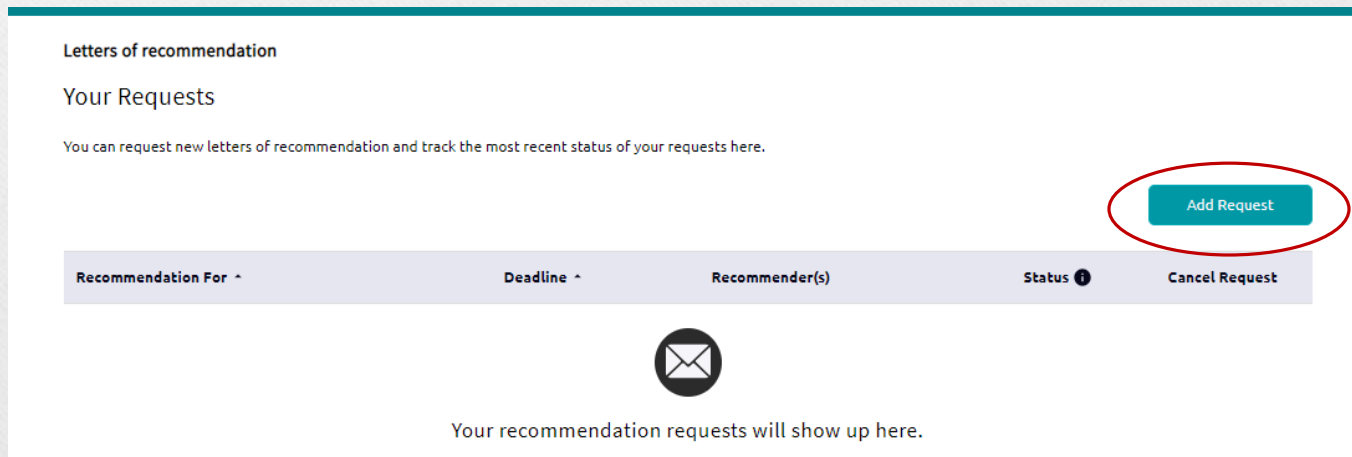 Letters of recommendation
Your Requests
You can request new letters of recommendation and track the most recent status of your requests here.
Add Request
Recommendation For Deadline Recommender(s) Status Cancel Request
Your recommendation requests will show up here.